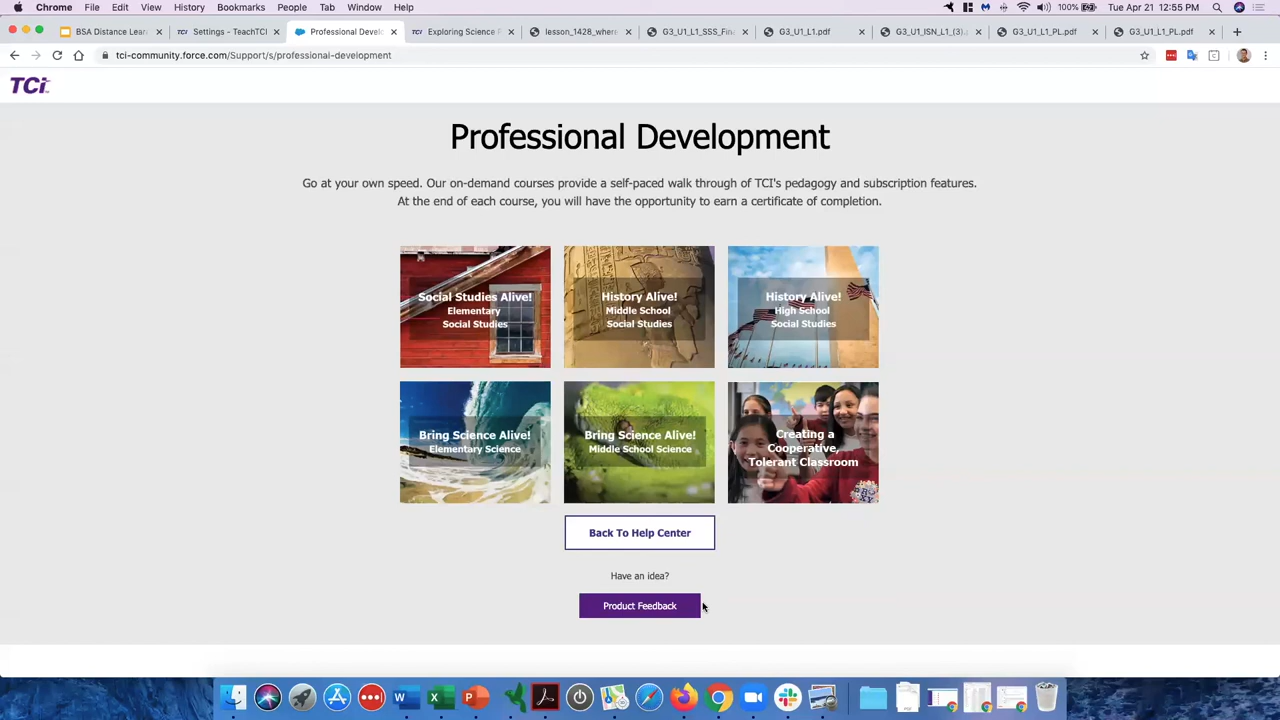 Chrome File Edit View History Bookmarks People Tab Window Help 100% Tue Apr 21 12:55 PM
BSA Distance Lear Settings - TeachTCI Professional Develo Exploring Science F lesson_1428_wher G3_U1_L1_SSS_Fin G3_U1_L1.pdf G3_U1_ISN_L1_(3). G3_U1_L1_PL.pdf G3_U1_L1_PL.pdf
tci-community.force.com/Support/s/professional-development
TCi
Professional Development
Go at your own speed. Our on-demand courses provide a self-paced walk through of TCI's pedagogy and subscription features.
At the end of each course, you will have the opportunity to earn a certificate of completion.
Social Studies Alive!
Elementary
Social Studies
History Alive!
Middle School
Social Studies
History Alive!
High School
Social Studies
Bring Science Alive!
Elementary Science
Bring Science Alive!
Middle School Science
Creating a
Cooperative,
Tolerant Classroom
Back To Help Center
Have an idea?
Product Feedback